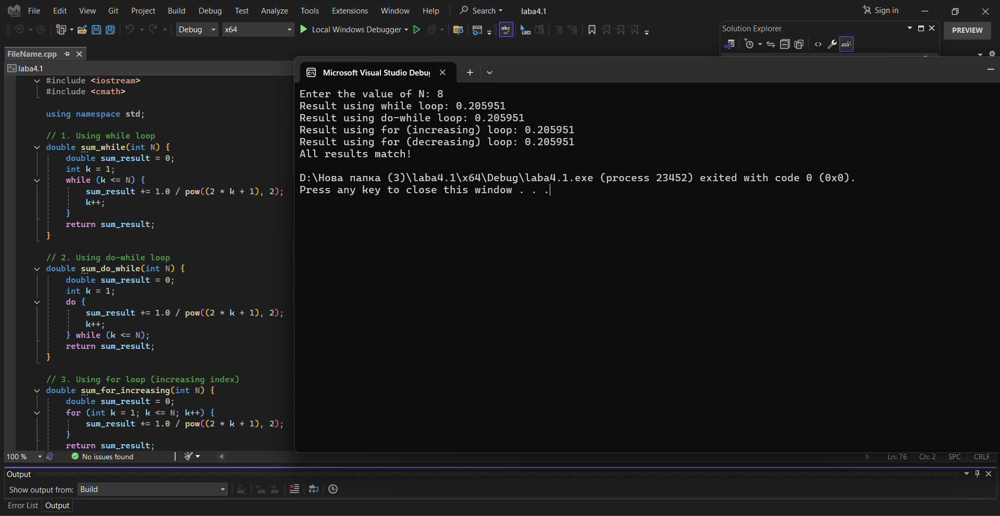 File Edit View Git Project Build Debug Test Analyze Tools Extensions Window Help Search laba4.1 Sign in
Debug x64 Local Windows Debugger abc
Solution Explorer
PREVIEW
FileName.cpp
laba4.1
#include <iostream>
#include <cmath>
using namespace std;
// 1. Using while loop
double sum_while(int N) {
double sum_result = 0;
int k = 1;
while (k <= N) {
sum_result += 1.0 / pow((2 * k + 1), 2);
k++;
}
return sum_result;
}
// 2. Using do-while loop
double sum_do_while(int N) {
double sum_result = 0;
int k = 1;
do {
sum_result += 1.0 / pow((2 * k + 1), 2);
k++;
} while (k <= N);
return sum_result;
}
// 3. Using for loop (increasing index)
double sum_for_increasing(int N) {
double sum_result = 0;
for (int k = 1; k <= N; k++) {
sum_result += 1.0 / pow((2 * k + 1), 2);
}
return sum_result;
Microsoft Visual Studio Debug
Enter the value of N: 8
Result using while loop: 0.205951
Result using do-while loop: 0.205951
Result using for (increasing) loop: 0.205951
Result using for (decreasing) loop: 0.205951
All results match!
D:\Нова папка (3)\laba4.1\x64\Debug\laba4.1.exe (process 23452) exited with code 0 (0x0).
Press any key to close this window . . .
100 % No issues found Ln: 76 Ch: 2 SPC CRLF
Output
Show output from: Build
Error List Output